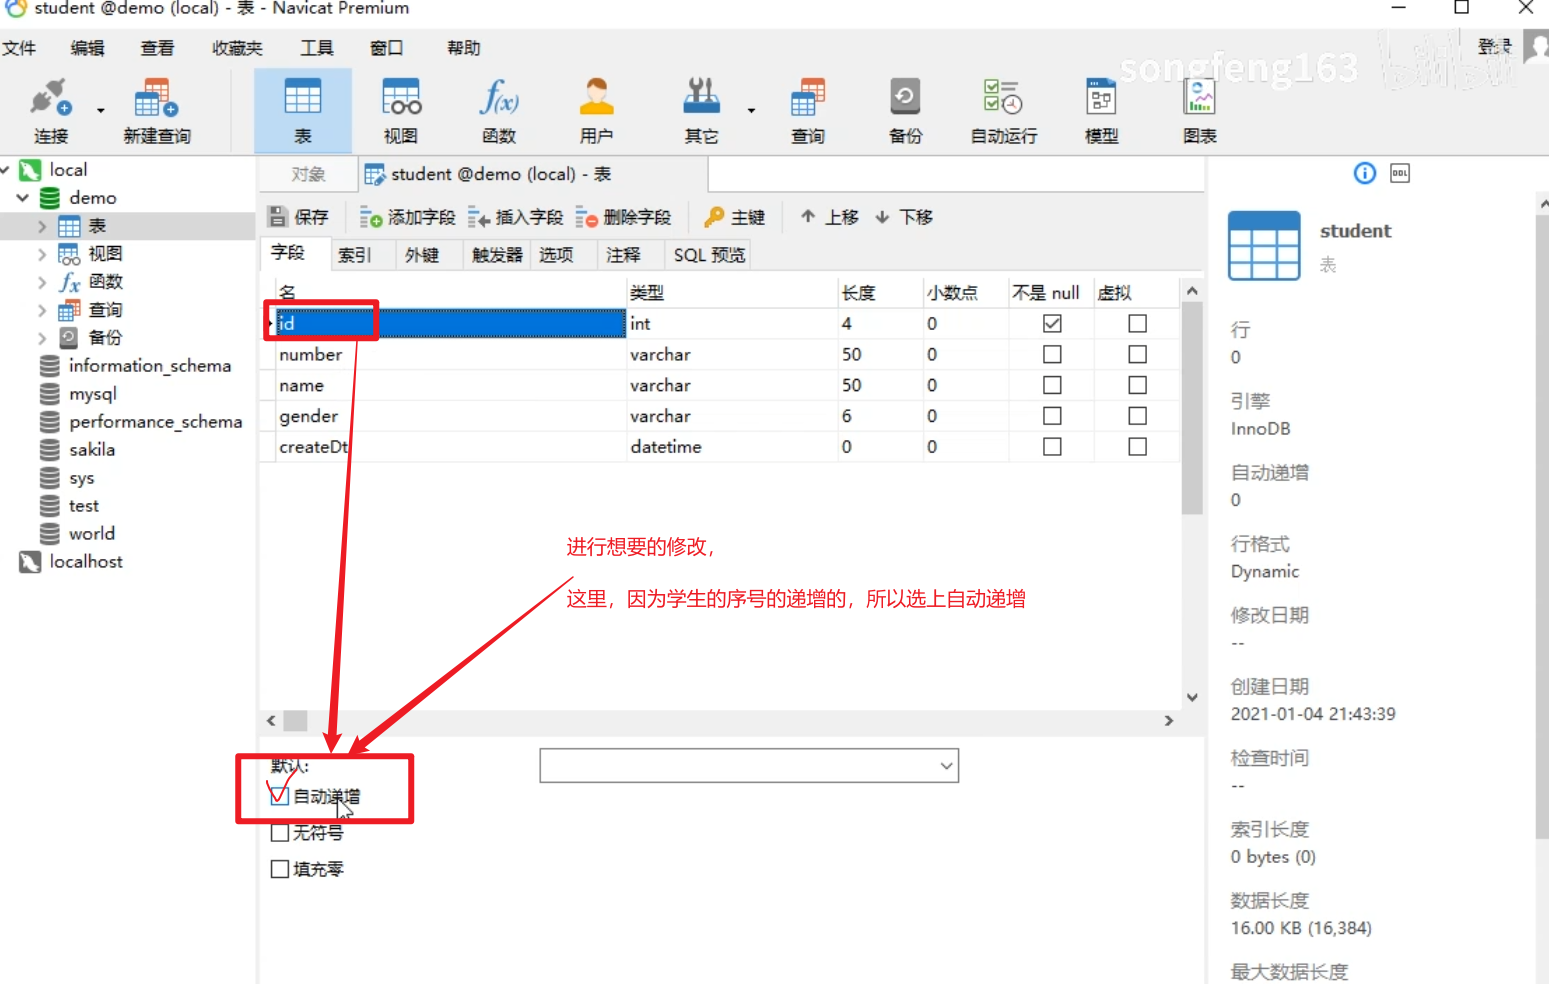 student @demo (local) - 表 - Navicat Premium
文件 编辑 查看 收藏夹 工具 窗口 帮助
登录
songfeng163
bilibili
连接 新建查询 表 视图 函数 用户 其它 查询 备份 自动运行 模型 图表
local
demo
表
视图
函数
查询
备份
information_schema
mysql
performance_schema
sakila
sys
test
world
localhost
对象 student @demo (local) - 表
保存 添加字段 插入字段 删除字段 主键 上移 下移
字段 索引 外键 触发器 选项 注释 SQL 预览
名 类型 长度 小数点 不是 null 虚拟
id int 4 0
number varchar 50 0
name varchar 50 0
gender varchar 6 0
createDt datetime 0 0
进行想要的修改，
这里，因为学生的序号的递增的，所以选上自动递增
默认:
自动递增
无符号
填充零
DDL
student
表
行
0
引擎
InnoDB
自动递增
0
行格式
Dynamic
修改日期
--
创建日期
2021-01-04 21:43:39
检查时间
--
索引长度
0 bytes (0)
数据长度
16.00 KB (16,384)
最大数据长度